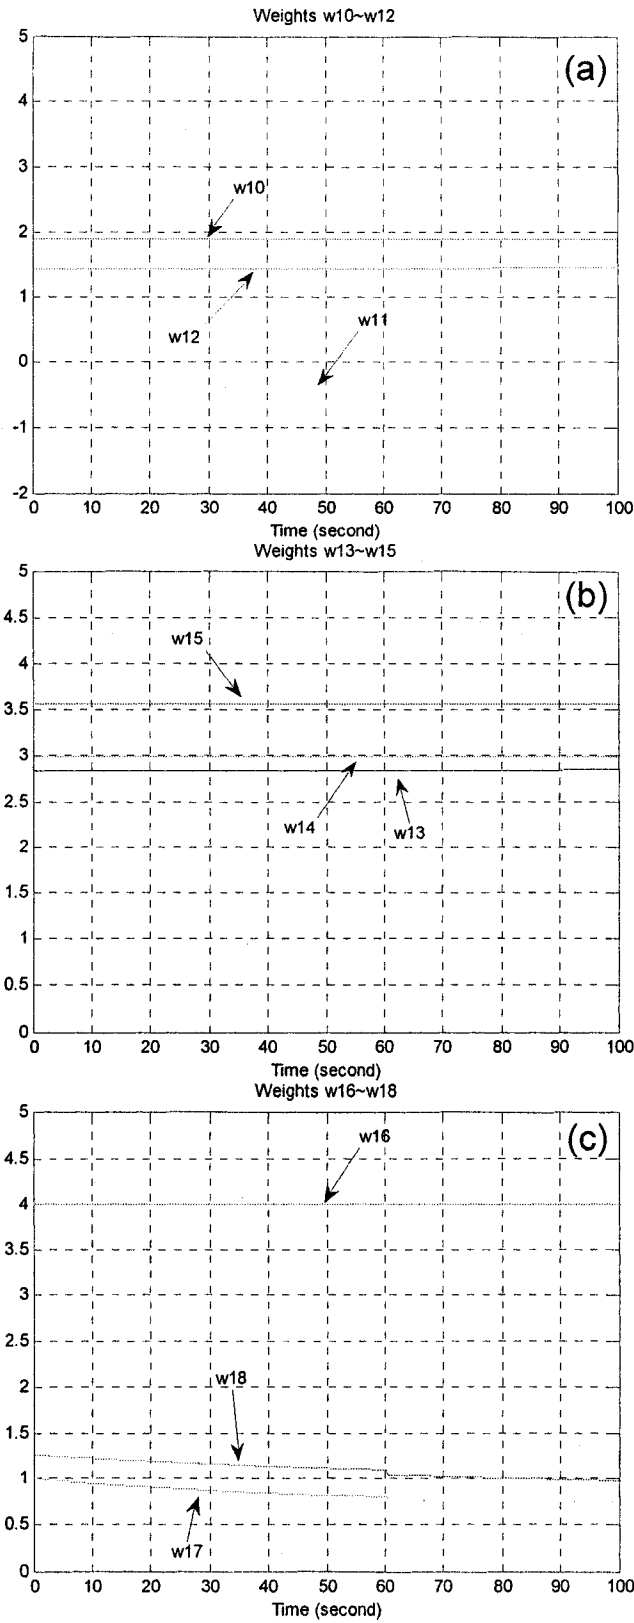 Weights w10~w12
(a)
5
4
3
2
1
0
-1
-2
w10
w12
w11
0 10 20 30 40 50 60 70 80 90 100
Time (second)
Weights w13~w15
(b)
5
4.5
4
3.5
3
2.5
2
1.5
1
0.5
0
w15
w14
w13
0 10 20 30 40 50 60 70 80 90 100
Time (second)
Weights w16~w18
(c)
5
4.5
4
3.5
3
2.5
2
1.5
1
0.5
0
w16
w18
w17
0 10 20 30 40 50 60 70 80 90 100
Time (second)